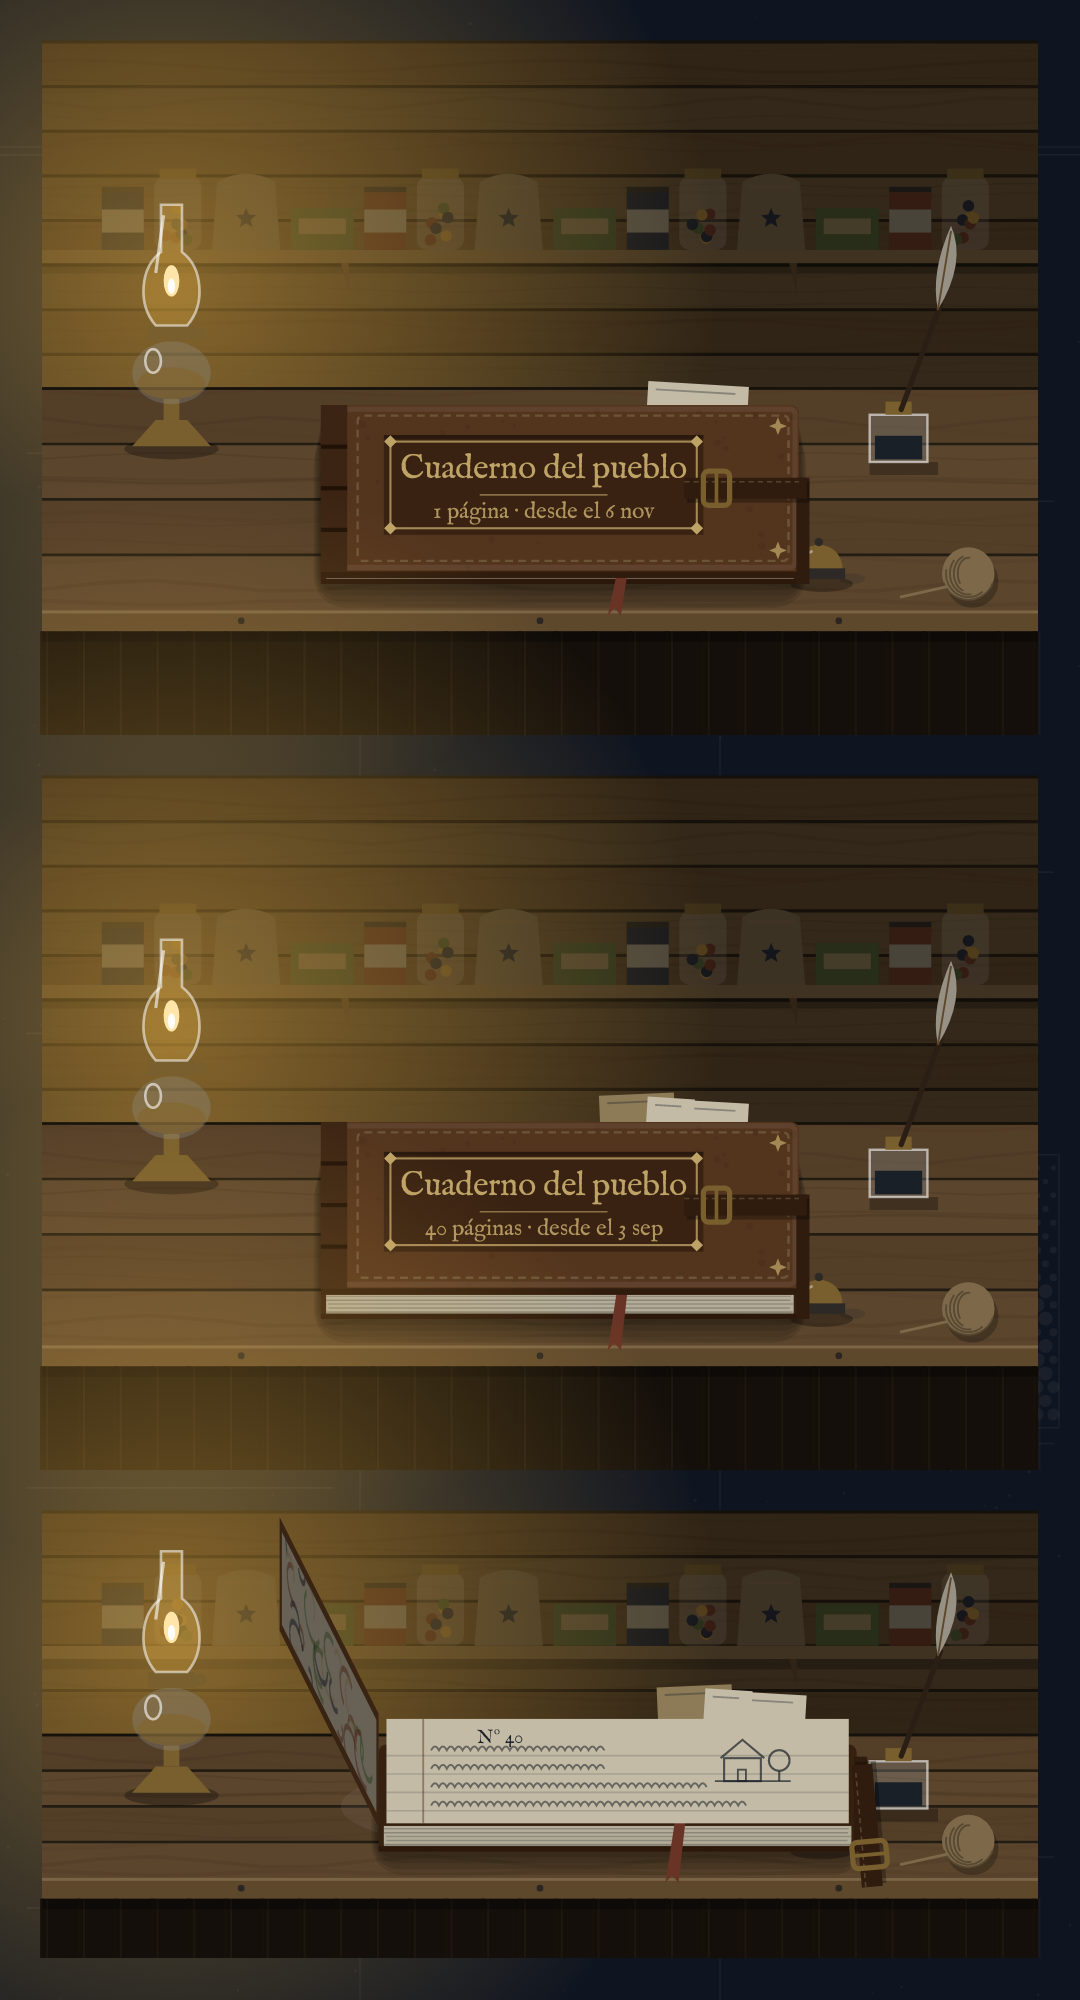 Cuaderno del pueblo
1 página · desde el 6 nov
Cuaderno del pueblo
40 páginas · desde el 3 sep
Nº 40